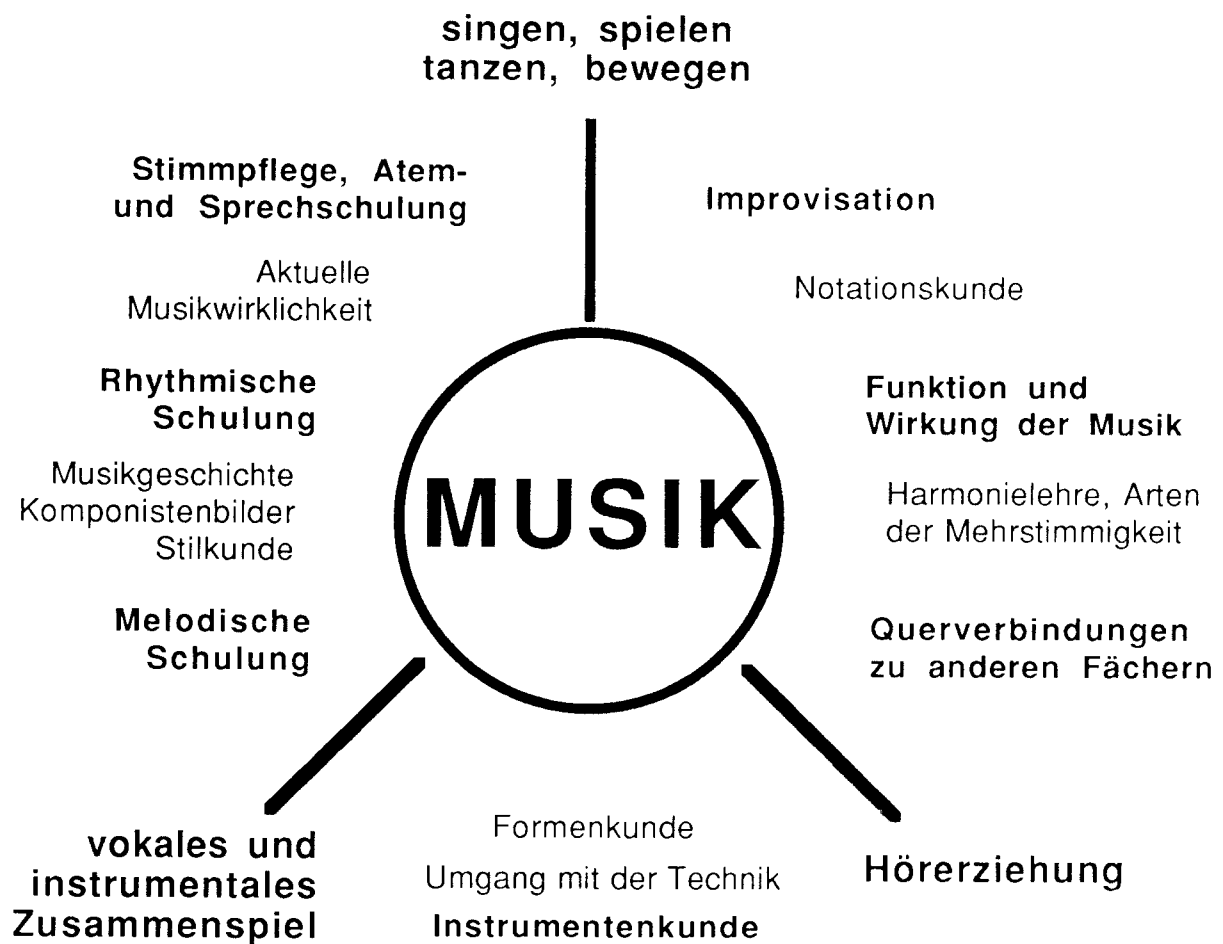 singen, spielen
tanzen, bewegen
Stimmpflege, Atem-
und Sprechschulung
Improvisation
Aktuelle
Musikwirklichkeit
Notationskunde
Rhythmische
Schulung
Funktion und
Wirkung der Musik
Musikgeschichte
Komponistenbilder
Stilkunde
MUSIK
Harmonielehre, Arten
der Mehrstimmigkeit
Melodische
Schulung
Querverbindungen
zu anderen Fächern
vokales und
instrumentales
Zusammenspiel
Formenkunde
Umgang mit der Technik
Instrumentenkunde
Hörerziehung